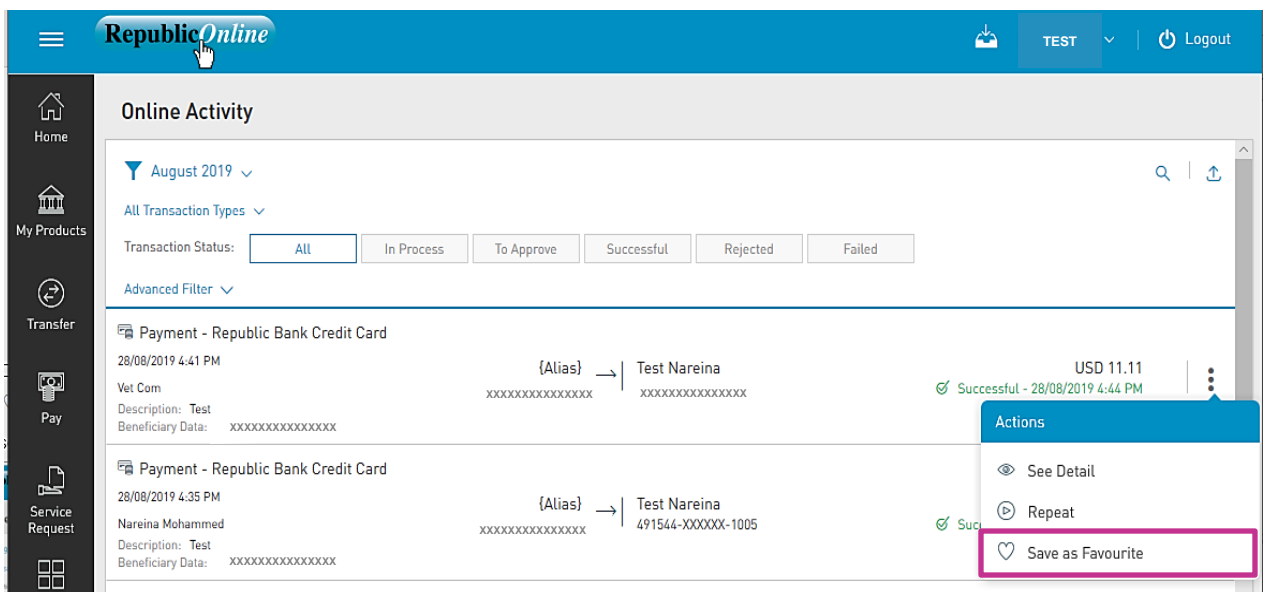 RepublicOnline
TEST
Logout
Home
My Products
Transfer
Pay
Service
Request
Online Activity
August 2019
All Transaction Types
Transaction Status: All In Process To Approve Successful Rejected Failed
Advanced Filter
Payment - Republic Bank Credit Card
28/08/2019 4:41 PM
Vet Com
Description: Test
Beneficiary Data: XXXXXXXXXXXXXXX
{Alias}
XXXXXXXXXXXXXXX
Test Nareina
XXXXXXXXXXXXXXX
USD 11.11
Successful - 28/08/2019 4:44 PM
Payment - Republic Bank Credit Card
28/08/2019 4:35 PM
Nareina Mohammed
Description: Test
Beneficiary Data: XXXXXXXXXXXXXXX
{Alias}
XXXXXXXXXXXXXXX
Test Nareina
491544-XXXXXX-1005
Actions
See Detail
Repeat
Save as Favourite